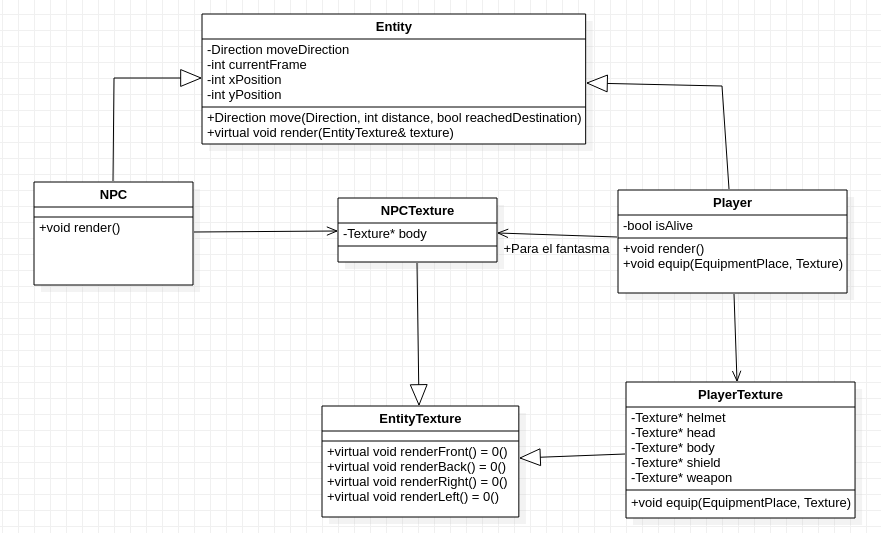 Entity
-Direction moveDirection
-int currentFrame
-int xPosition
-int yPosition
+Direction move(Direction, int distance, bool reachedDestination)
+virtual void render(EntityTexture& texture)
NPC
+void render()
NPCTexture
-Texture* body
Player
-bool isAlive
+void render()
+void equip(EquipmentPlace, Texture)
+Para el fantasma
EntityTexture
+virtual void renderFront() = 0()
+virtual void renderBack() = 0()
+virtual void renderRight() = 0()
+virtual void renderLeft() = 0()
PlayerTexture
-Texture* helmet
-Texture* head
-Texture* body
-Texture* shield
-Texture* weapon
+void equip(EquipmentPlace, Texture)